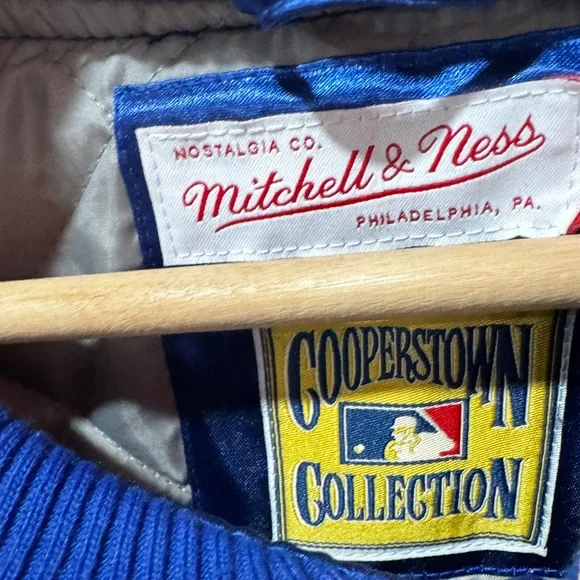 NOSTALGIA CO.
Mitchell & Ness
PHILADELPHIA, PA.
COOPERSTOWN
COLLECTION